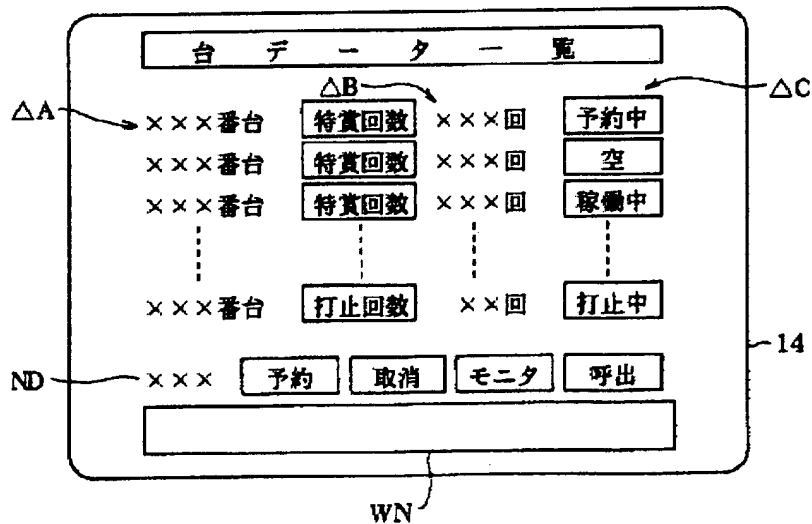 台データ一覧
△A △B △C
×××番台 特賞回数 ×××回 予約中
×××番台 特賞回数 ×××回 空
×××番台 特賞回数 ×××回 稼働中
×××番台 打止回数 ××回 打止中
14
ND ××× 予約 取消 モニタ 呼出
WN